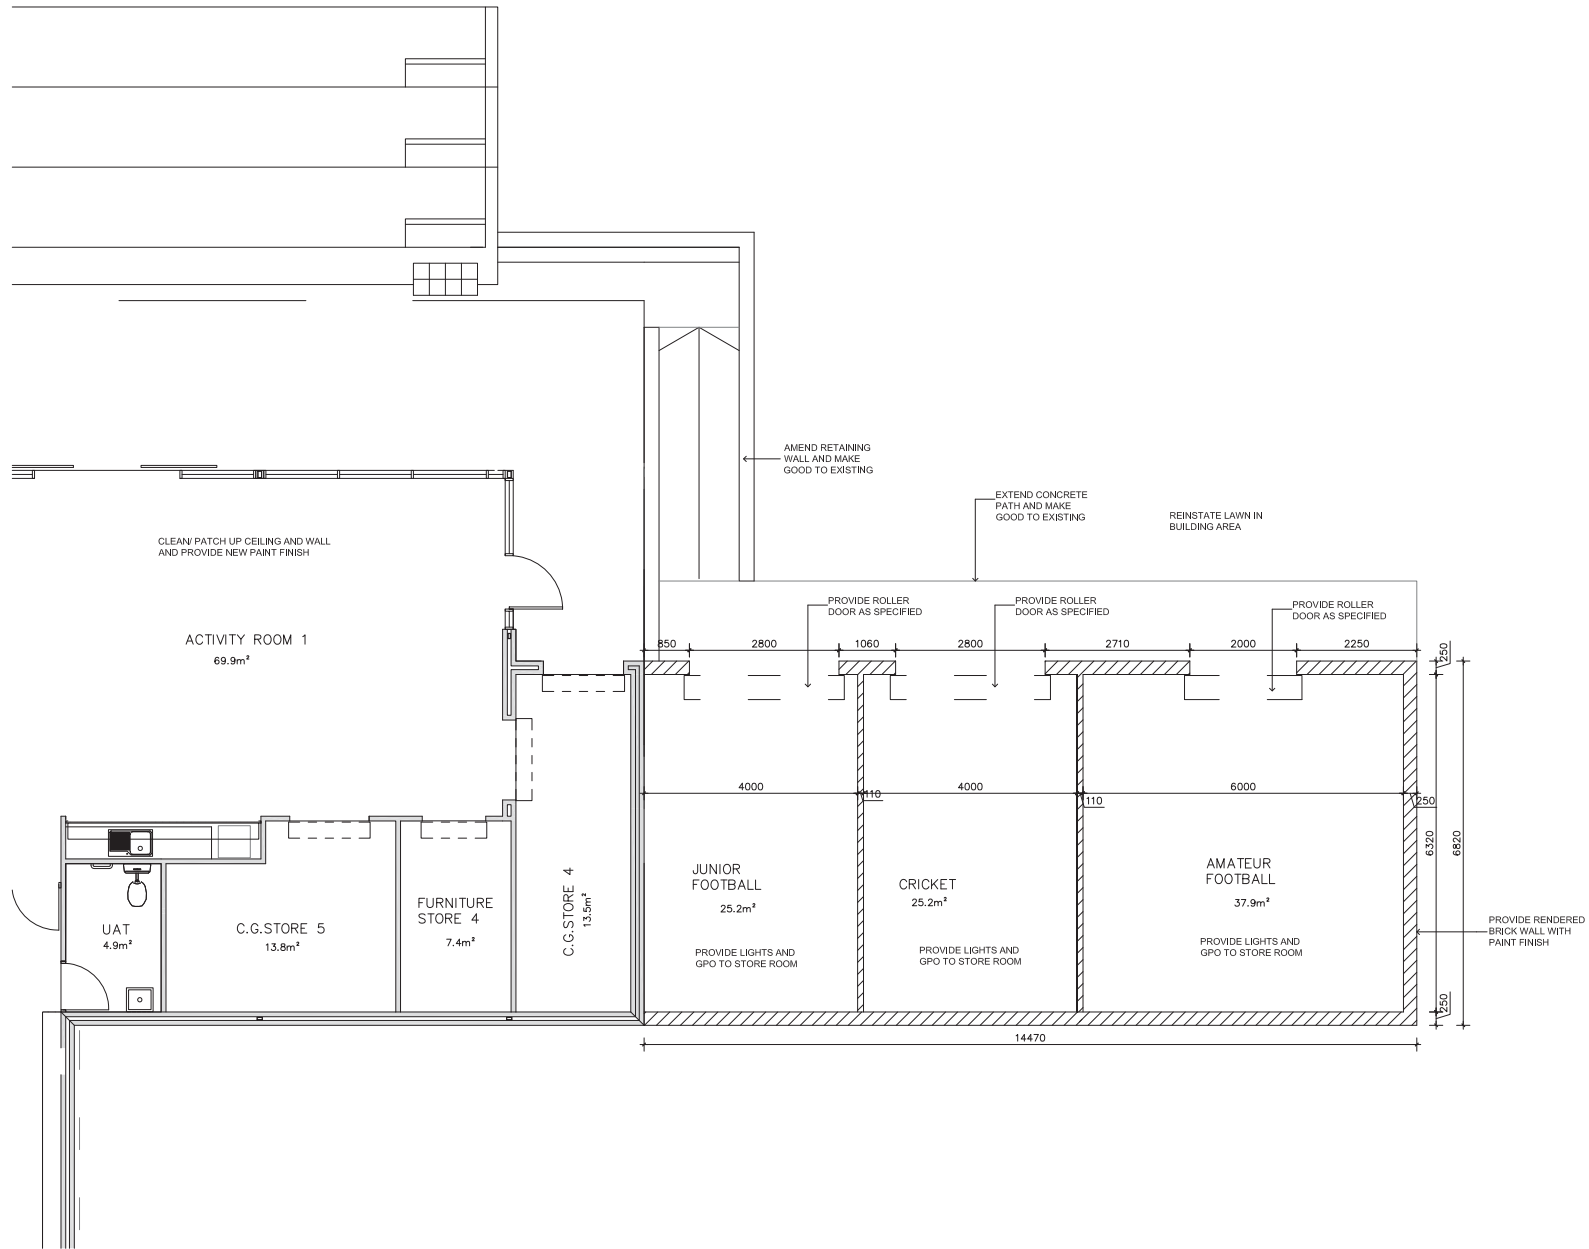 AMEND RETAINING
WALL AND MAKE
GOOD TO EXISTING
EXTEND CONCRETE
PATH AND MAKE
GOOD TO EXISTING
REINSTATE LAWN IN
BUILDING AREA
CLEAN/ PATCH UP CEILING AND WALL
AND PROVIDE NEW PAINT FINISH
PROVIDE ROLLER
DOOR AS SPECIFIED
PROVIDE ROLLER
DOOR AS SPECIFIED
PROVIDE ROLLER
DOOR AS SPECIFIED
ACTIVITY ROOM 1
69.9m²
850
2800
1060
2800
2710
2000
2250
250
4000
110
4000
110
6000
250
6320
6820
JUNIOR
FOOTBALL
25.2m²
PROVIDE LIGHTS AND
GPO TO STORE ROOM
CRICKET
25.2m²
PROVIDE LIGHTS AND
GPO TO STORE ROOM
AMATEUR
FOOTBALL
37.9m²
PROVIDE LIGHTS AND
GPO TO STORE ROOM
UAT
4.9m²
C.G.STORE 5
13.8m²
FURNITURE
STORE 4
7.4m²
C.G.STORE 4
13.5m²
PROVIDE RENDERED
BRICK WALL WITH
PAINT FINISH
250
14470